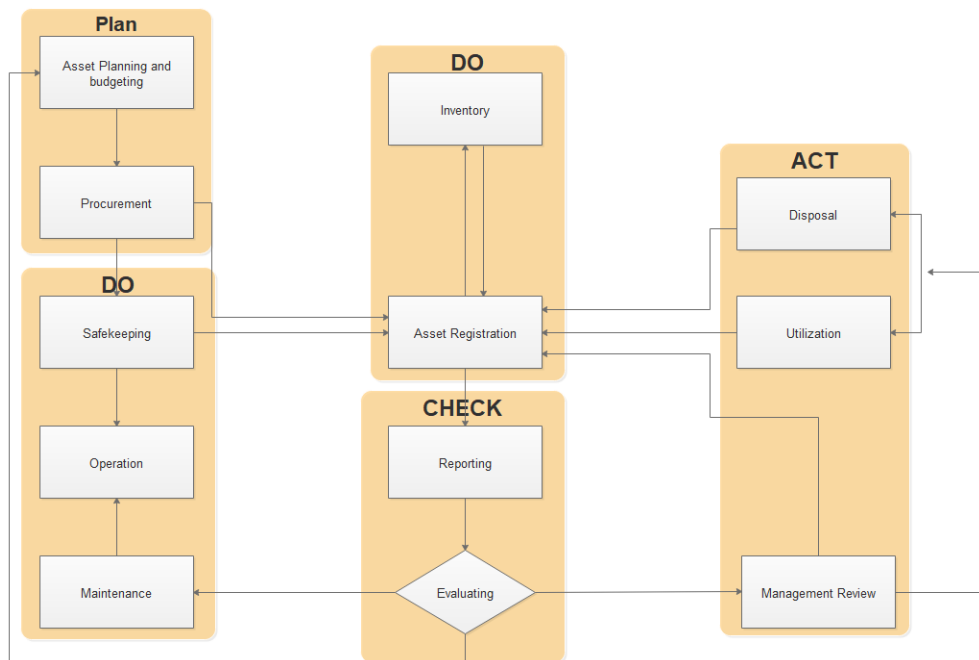 Plan
Asset Planning and
budgeting
Procurement
DO
Safekeeping
Operation
Maintenance
DO
Inventory
Asset Registration
CHECK
Reporting
Evaluating
ACT
Disposal
Utilization
Management Review